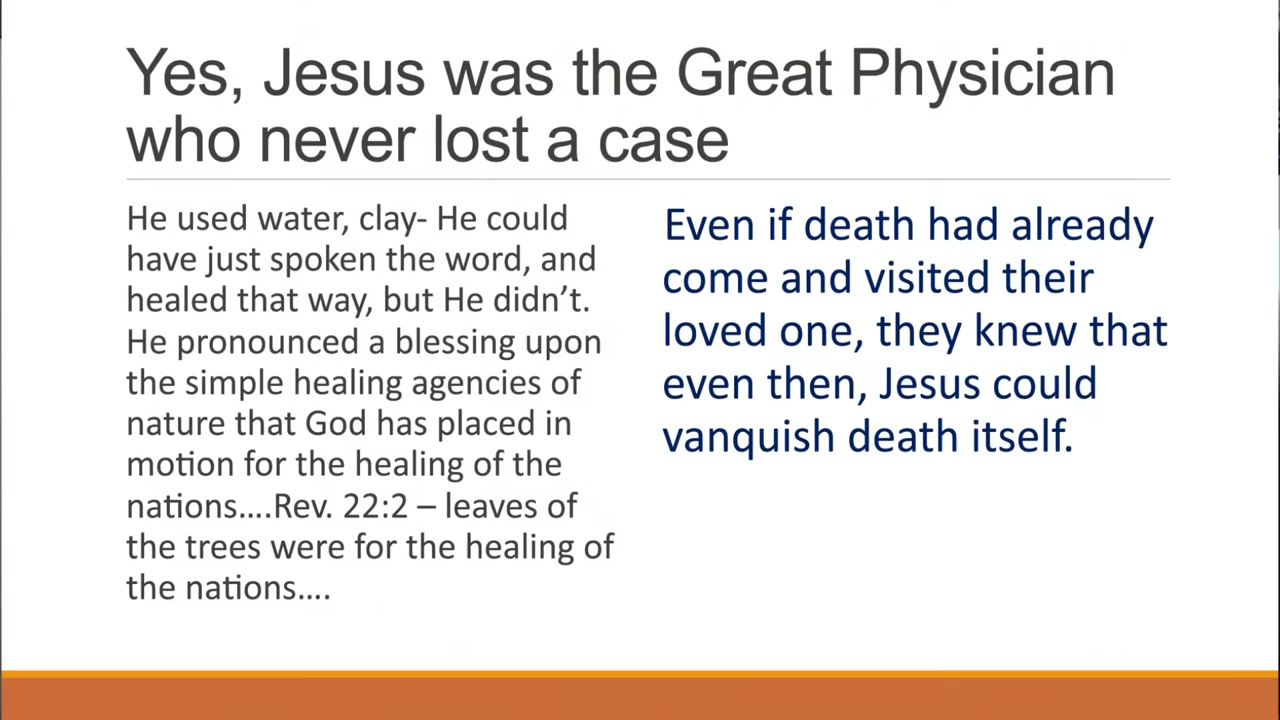 Yes, Jesus was the Great Physician
who never lost a case
He used water, clay- He could
have just spoken the word, and
healed that way, but He didn’t.
He pronounced a blessing upon
the simple healing agencies of
nature that God has placed in
motion for the healing of the
nations….Rev. 22:2 – leaves of
the trees were for the healing of
the nations….
Even if death had already
come and visited their
loved one, they knew that
even then, Jesus could
vanquish death itself.